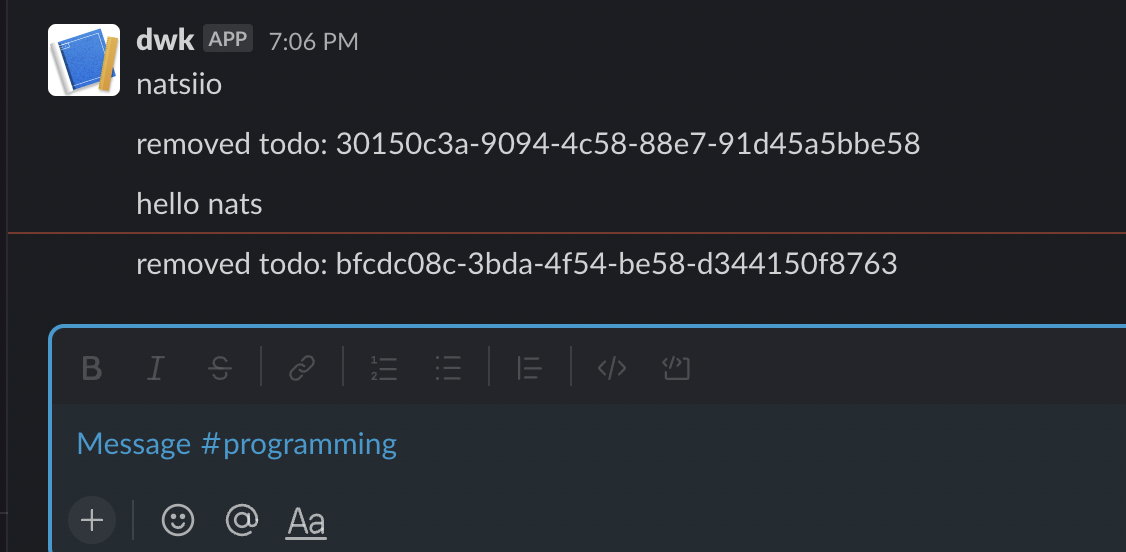 dwk APP 7:06 PM
natsiio
removed todo: 30150c3a-9094-4c58-88e7-91d45a5bbe58
hello nats
removed todo: bfcdc08c-3bda-4f54-be58-d344150f8763
B I S
Message #programming
+ @ Aa